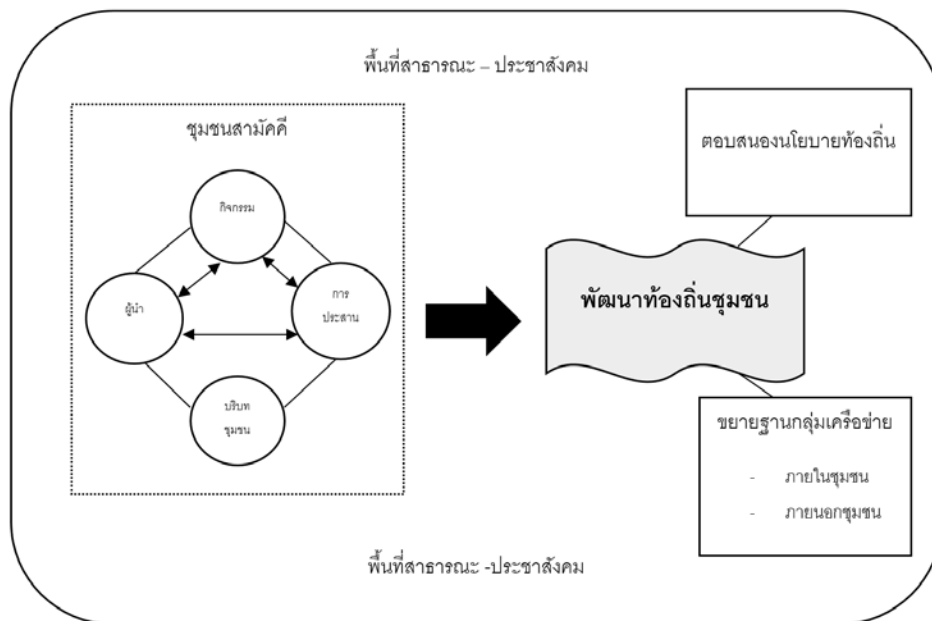 พื้นที่สาธารณะ – ประชาสังคม
ชุมชนสามัคคี
กิจกรรม
ผู้นำ
การ
ประสาน
บริบท
ชุมชน
ตอบสนองนโยบายท้องถิ่น
พัฒนาท้องถิ่นชุมชน
ขยายฐานกลุ่มเครือข่าย
- ภายในชุมชน
- ภายนอกชุมชน
พื้นที่สาธารณะ -ประชาสังคม